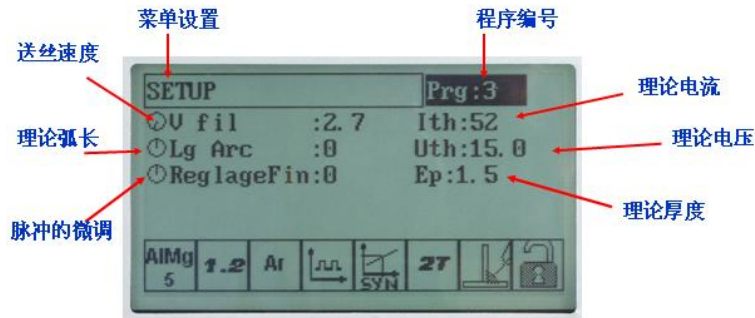 菜单设置
程序编号
送丝速度
SETUP
Prg:3
理论电流
V fil :2.7
Ith:52
理论弧长
Lg Arc :0
Uth:15.0
理论电压
ReglageFin:0
Ep:1.5
理论厚度
脉冲的微调
AlMg 5
1.2
Ar
SYN
2T